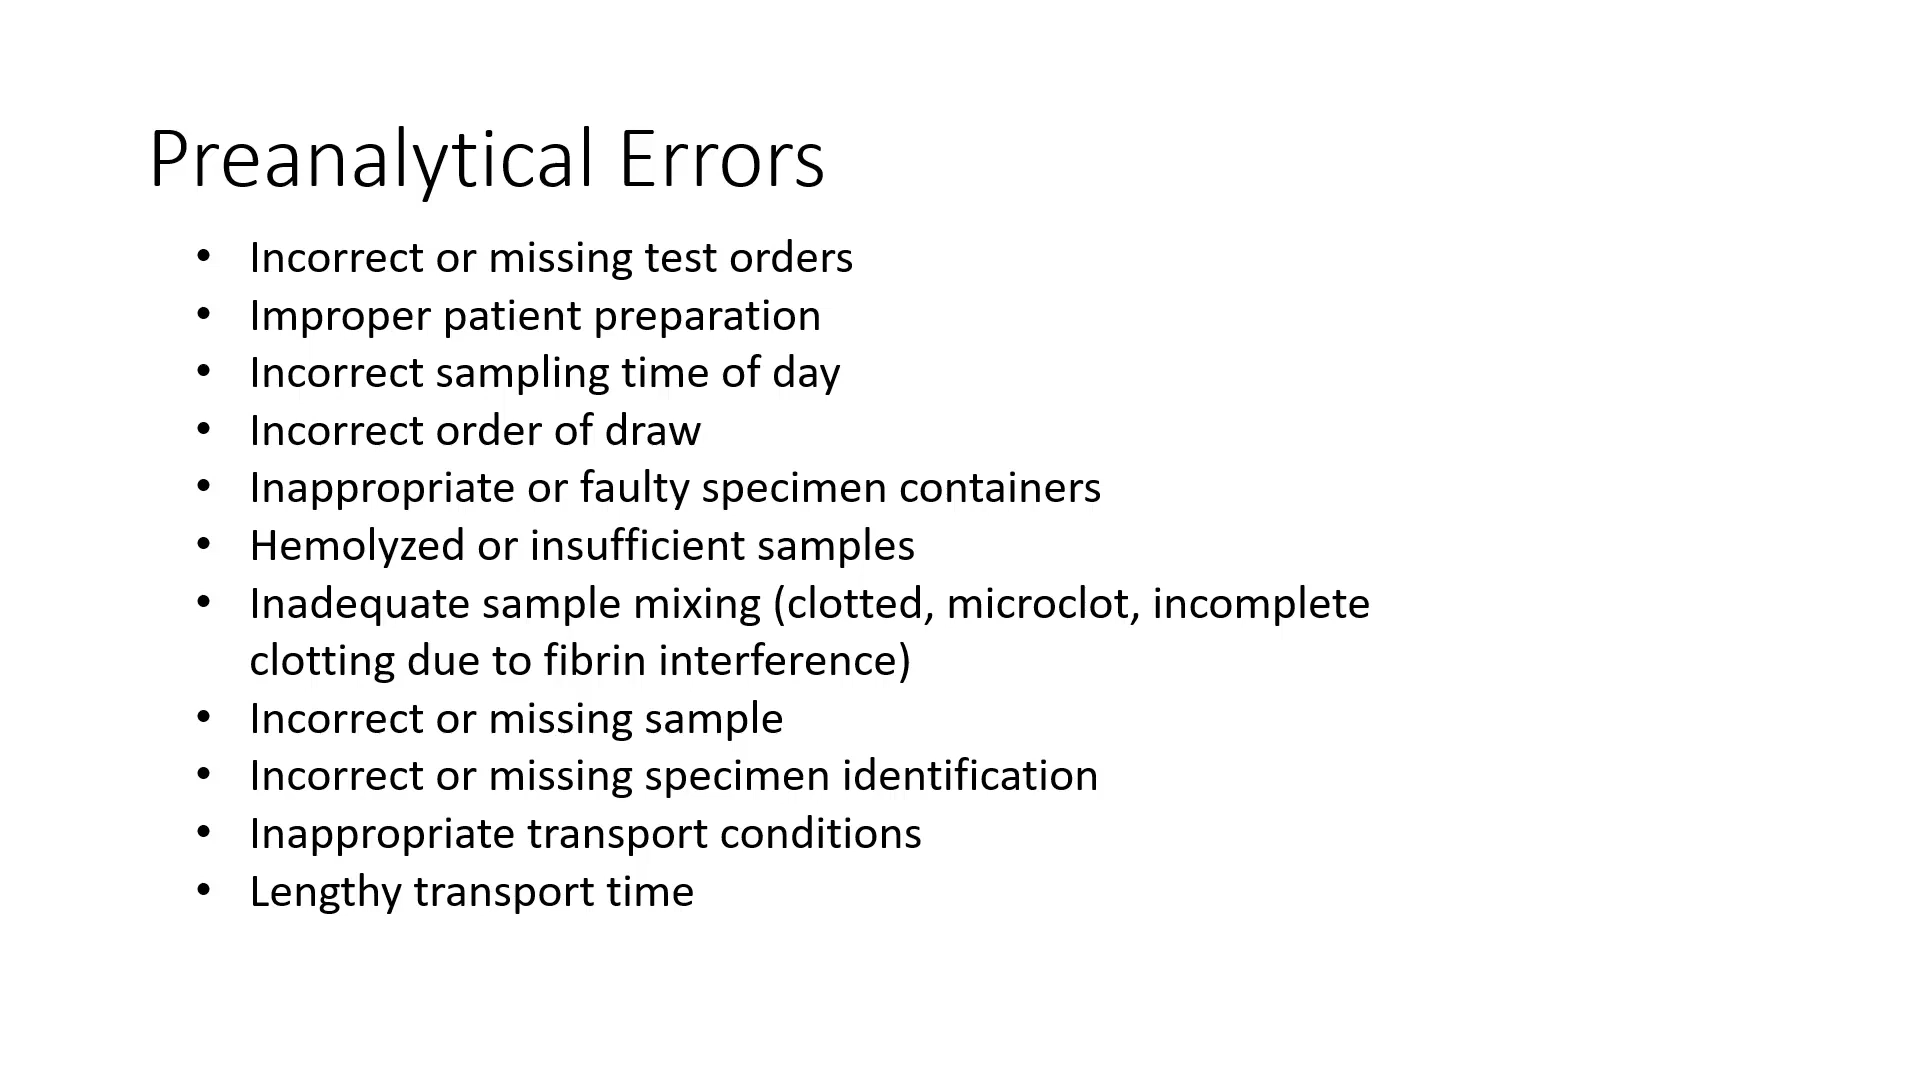 Preanalytical Errors
• Incorrect or missing test orders
• Improper patient preparation
• Incorrect sampling time of day
• Incorrect order of draw
• Inappropriate or faulty specimen containers
• Hemolyzed or insufficient samples
• Inadequate sample mixing (clotted, microclot, incomplete
clotting due to fibrin interference)
• Incorrect or missing sample
• Incorrect or missing specimen identification
• Inappropriate transport conditions
• Lengthy transport time